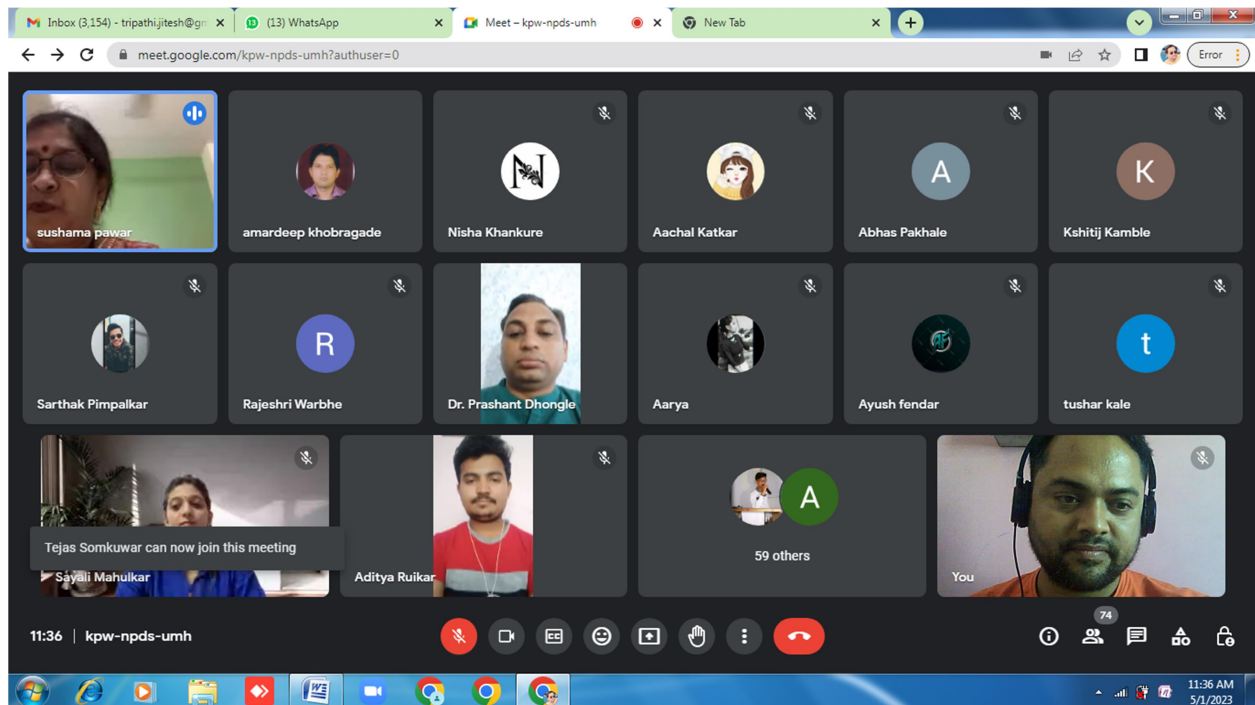 Inbox (3,154) - tripathi.jitesh@gm
13 (13) WhatsApp
Meet – kpw-npds-umh
New Tab
meet.google.com/kpw-npds-umh?authuser=0
Error
sushama pawar
amardeep khobragade
N
Nisha Khankure
Aachal Katkar
A
Abhas Pakhale
K
Kshitij Kamble
Sarthak Pimpalkar
R
Rajeshri Warbhe
Dr. Prashant Dhongle
Aarya
Ayush fendar
t
tushar kale
Tejas Somkuwar can now join this meeting
Sayali Mahulkar
Aditya Ruikar
A
59 others
You
11:36 | kpw-npds-umh
CC
74
W
11:36 AM
5/1/2023